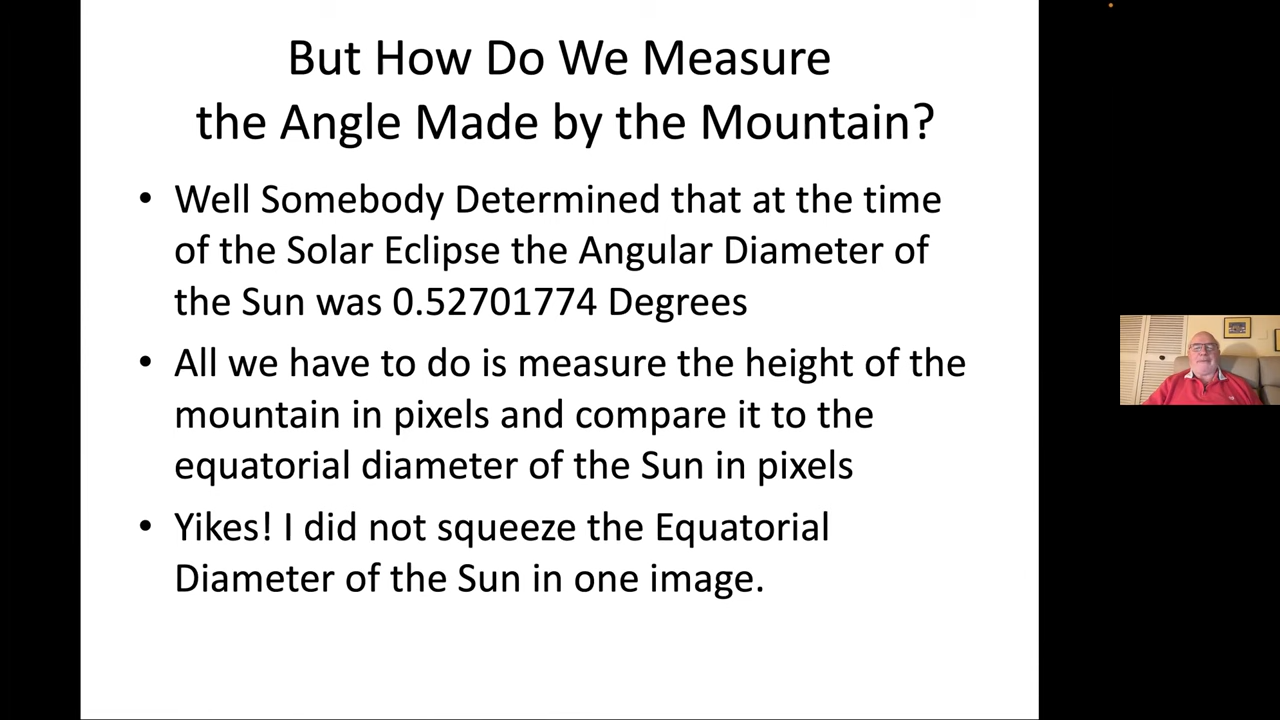 But How Do We Measure
the Angle Made by the Mountain?
• Well Somebody Determined that at the time
of the Solar Eclipse the Angular Diameter of
the Sun was 0.52701774 Degrees
• All we have to do is measure the height of the
mountain in pixels and compare it to the
equatorial diameter of the Sun in pixels
• Yikes! I did not squeeze the Equatorial
Diameter of the Sun in one image.